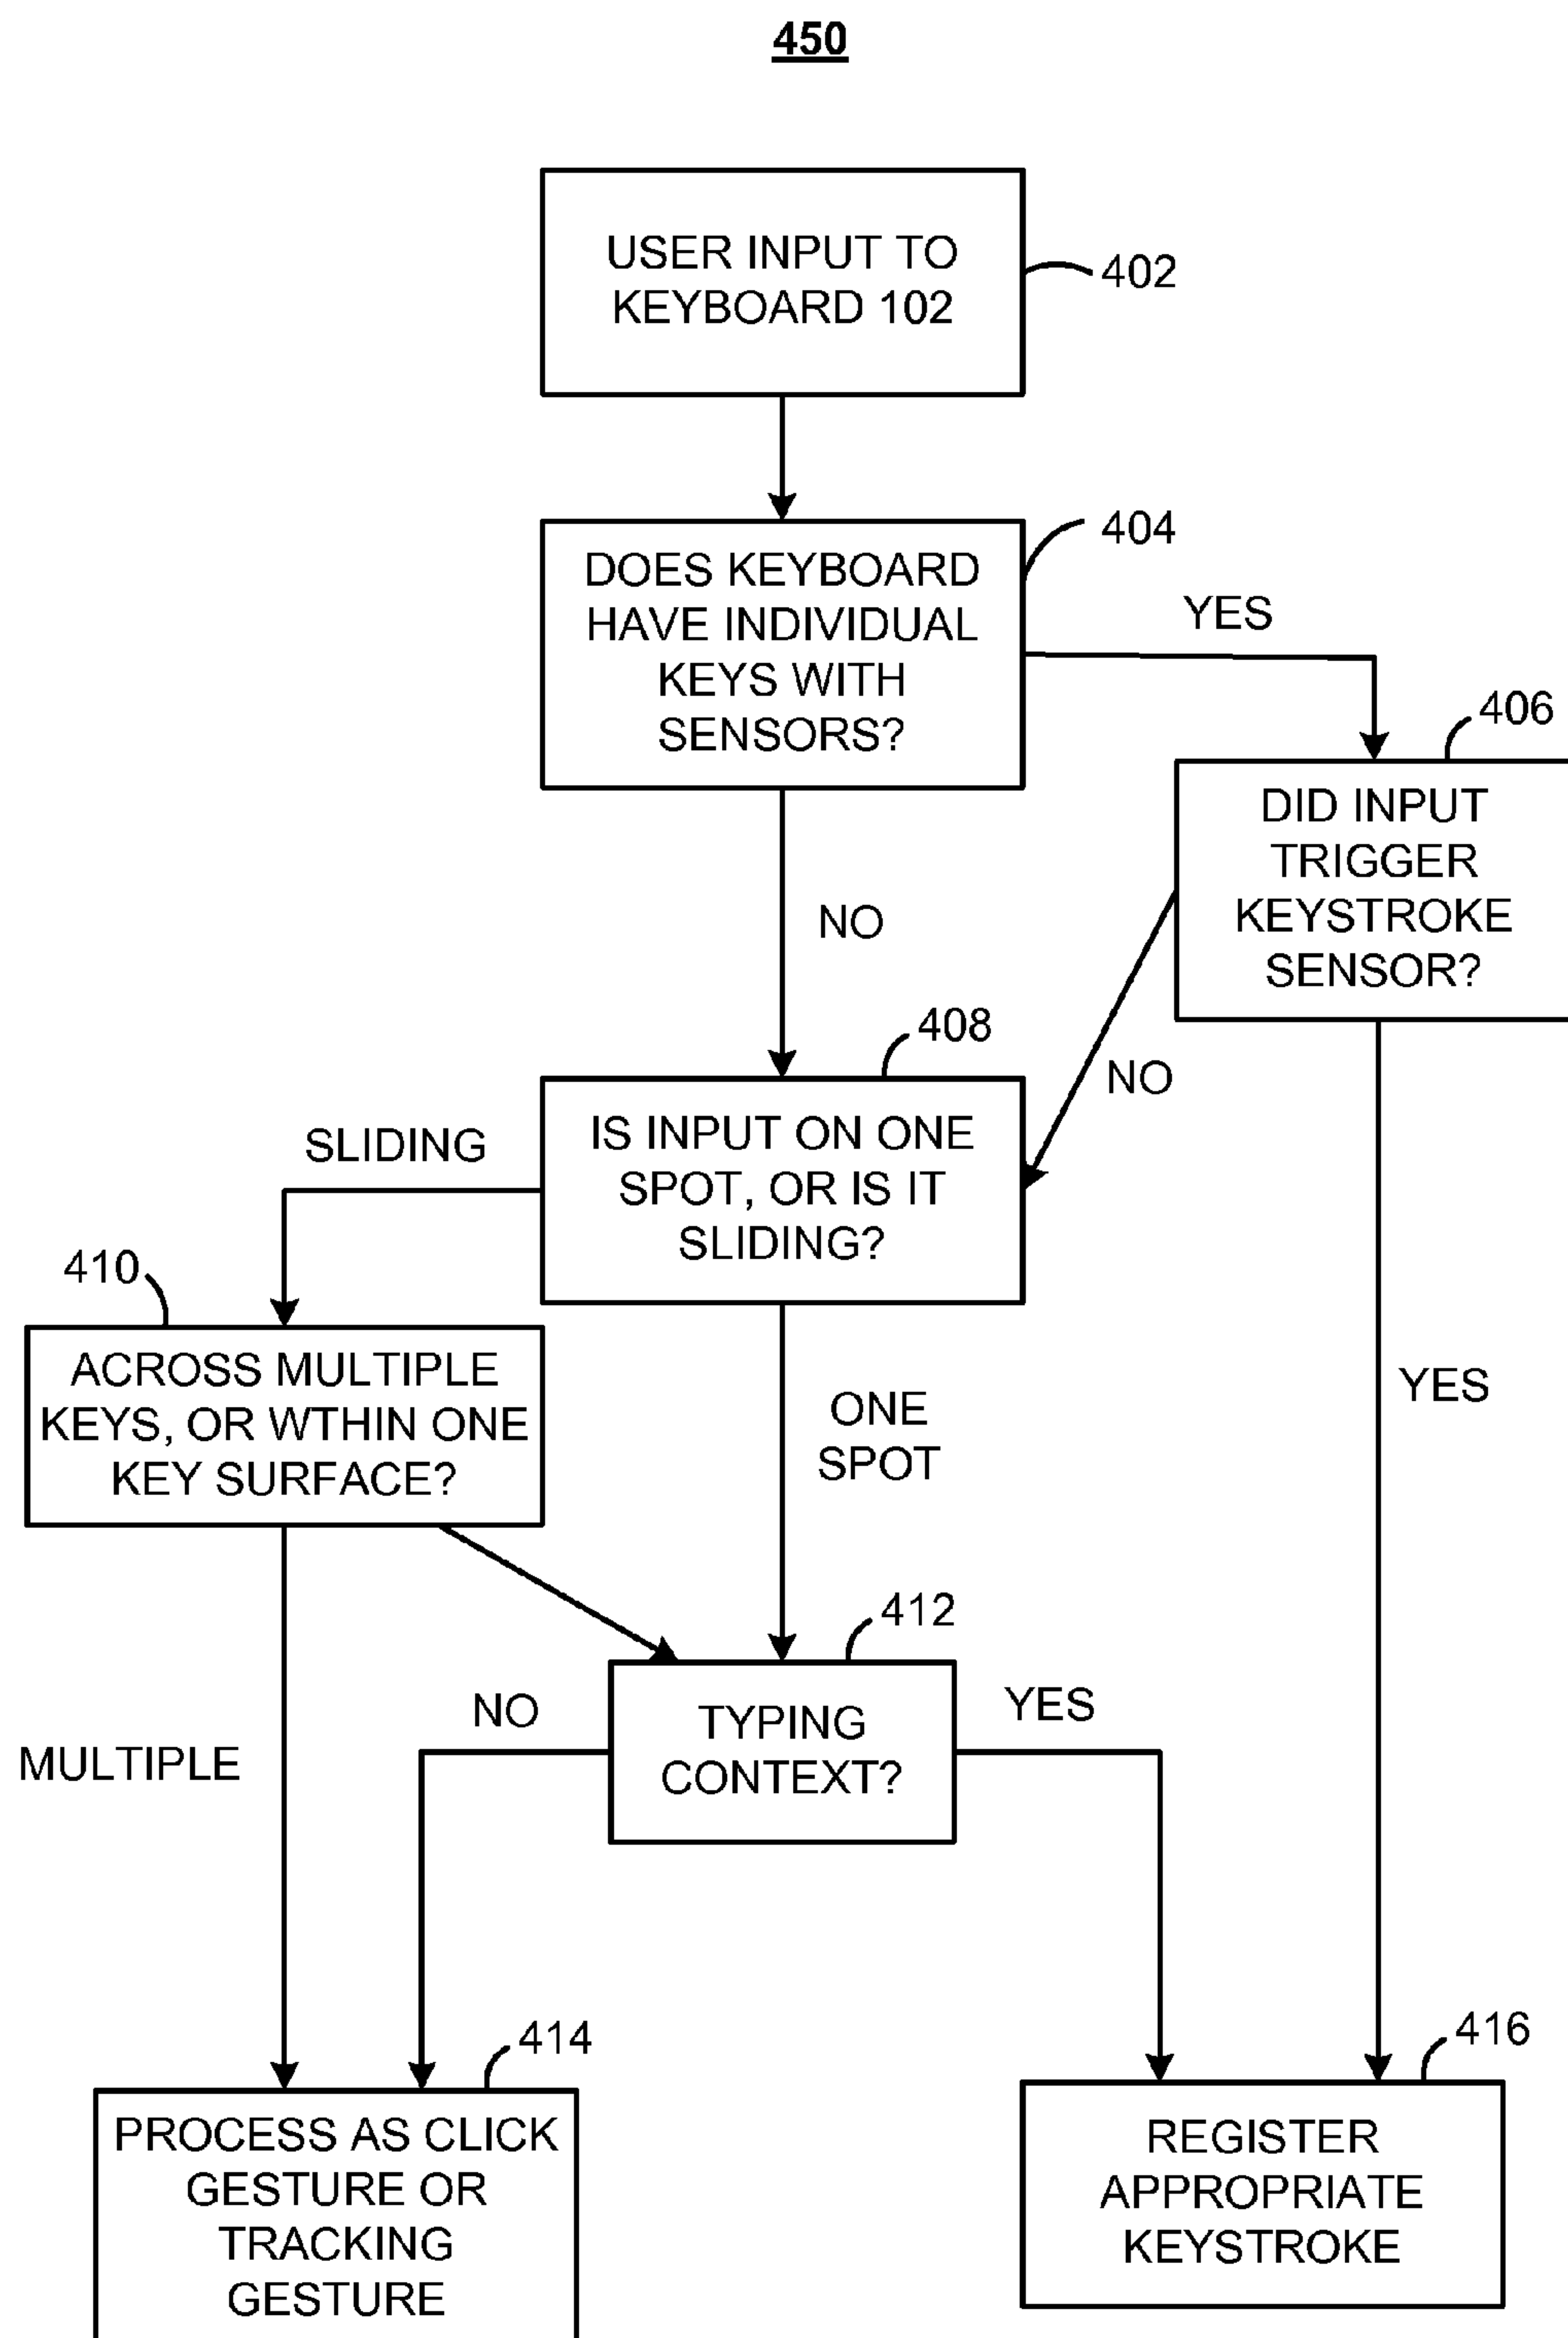 450
USER INPUT TO
KEYBOARD 102
402
DOES KEYBOARD
HAVE INDIVIDUAL
KEYS WITH
SENSORS?
404
YES
406
DID INPUT
TRIGGER
KEYSTROKE
SENSOR?
NO
NO
408
IS INPUT ON ONE
SPOT, OR IS IT
SLIDING?
SLIDING
410
ACROSS MULTIPLE
KEYS, OR WTHIN ONE
KEY SURFACE?
ONE
SPOT
YES
412
TYPING
CONTEXT?
NO
YES
MULTIPLE
414
PROCESS AS CLICK
GESTURE OR
TRACKING
GESTURE
416
REGISTER
APPROPRIATE
KEYSTROKE